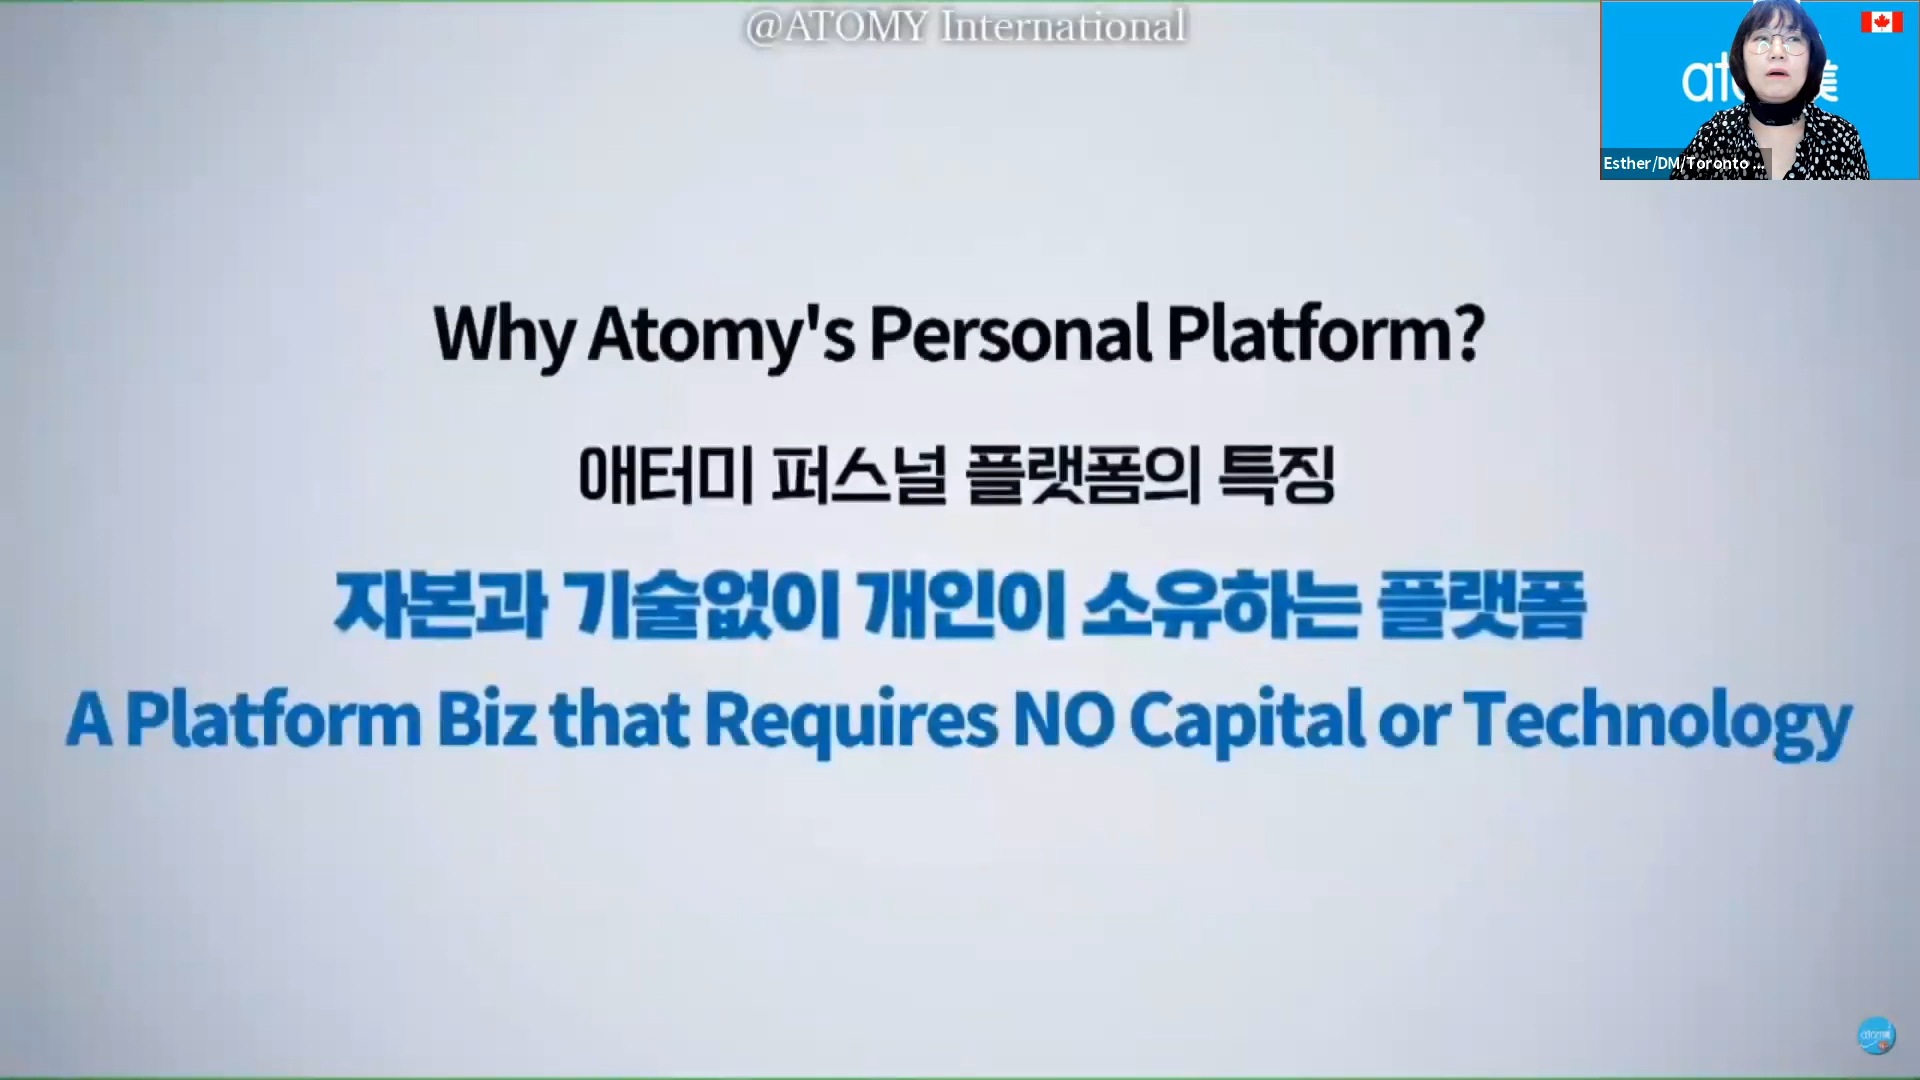 @ATOMY International
Esther/DM/Toronto ...
Why Atomy's Personal Platform?
애터미 퍼스널 플랫폼의 특징
자본과 기술없이 개인이 소유하는 플랫폼
A Platform Biz that Requires NO Capital or Technology